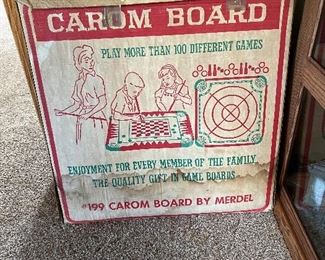 CAROM BOARD
PLAY MORE THAN 100 DIFFERENT GAMES
ENJOYMENT FOR EVERY MEMBER OF THE FAMILY
THE QUALITY GIFT IN GAME BOARDS
#199 CAROM BOARD BY MERDEL